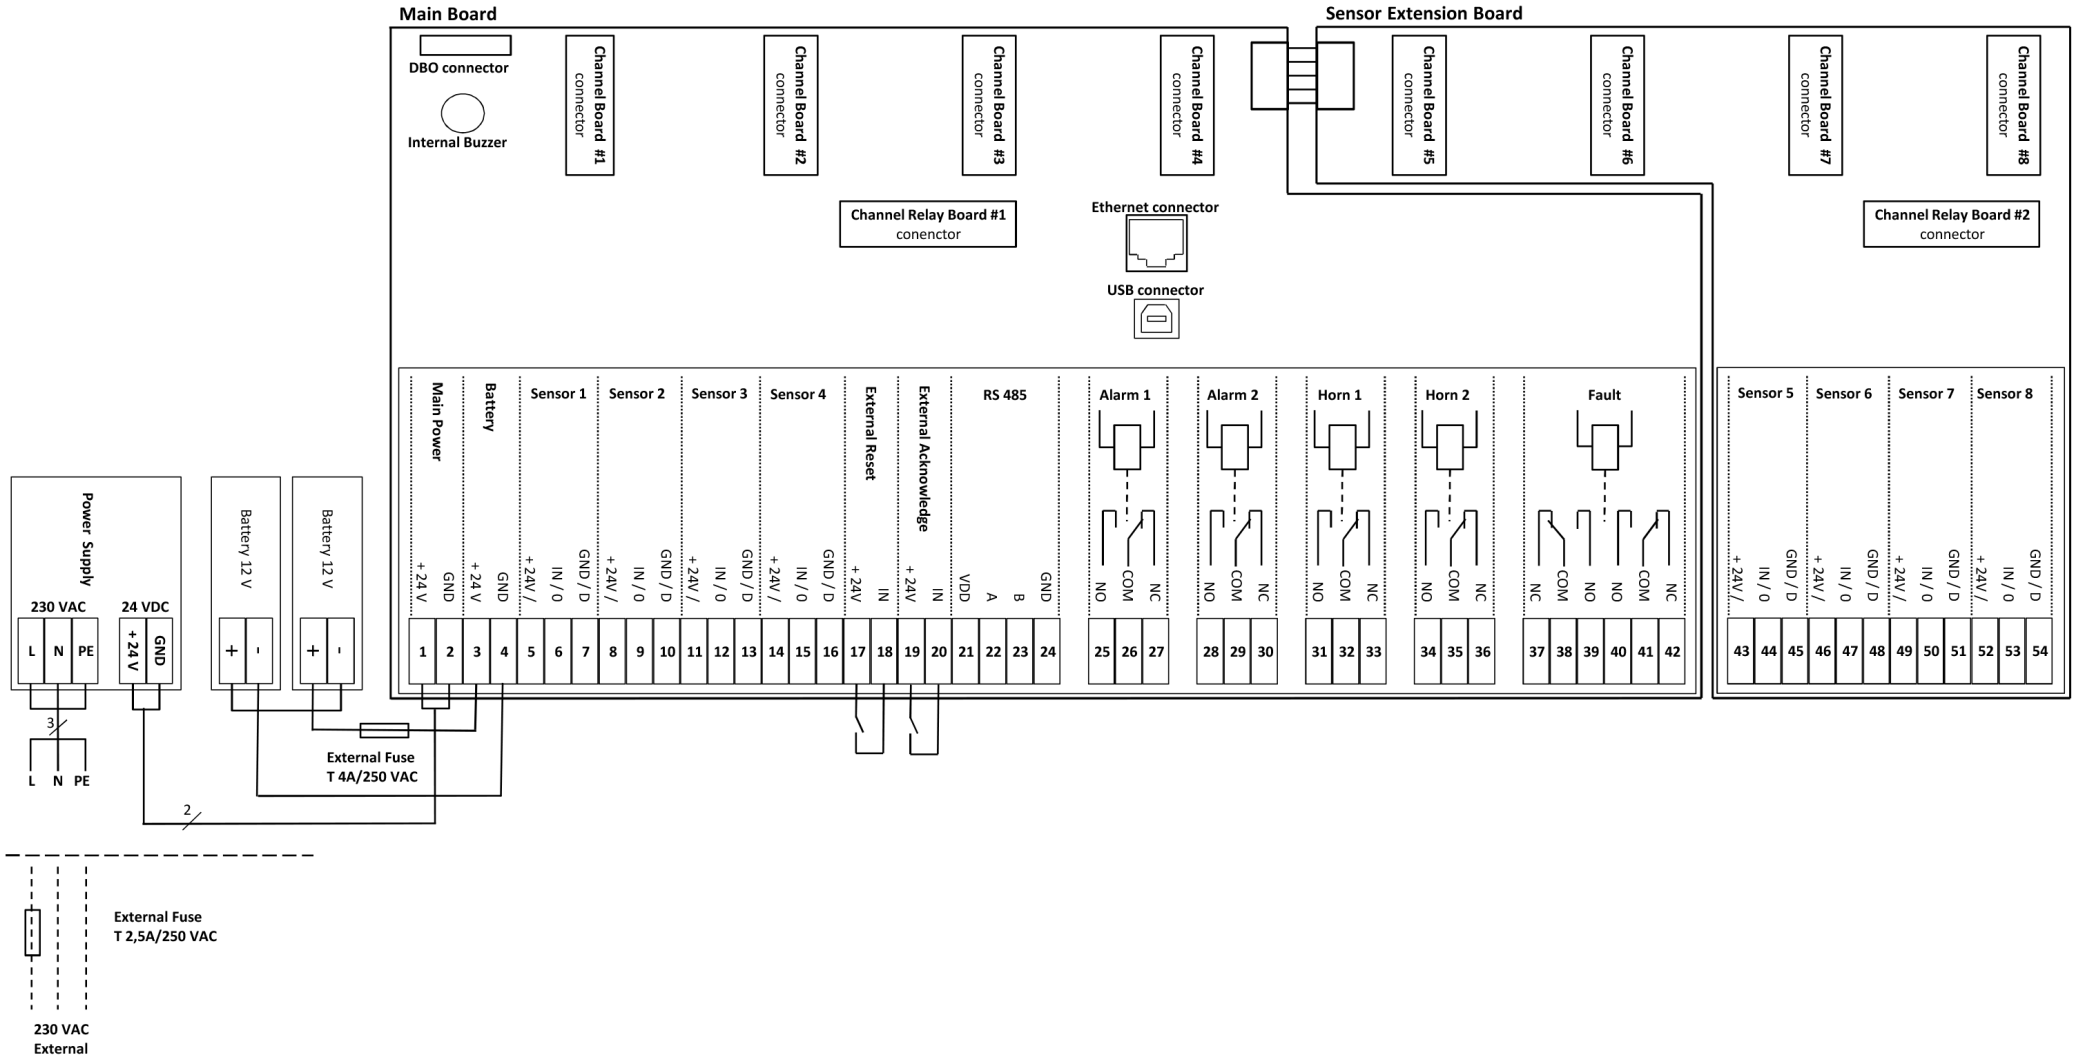 Main Board
Sensor Extension Board
DBO connector
Internal Buzzer
Channel Board #1
connector
Channel Board #2
connector
Channel Board #3
connector
Channel Board #4
connector
Channel Board #5
connector
Channel Board #6
connector
Channel Board #7
connector
Channel Board #8
connector
Channel Relay Board #1
conenctor
Ethernet connector
USB connector
Channel Relay Board #2
connector
Main Power
Battery
Sensor 1
Sensor 2
Sensor 3
Sensor 4
External Reset
External Acknowledge
RS 485
Alarm 1
Alarm 2
Horn 1
Horn 2
Fault
Sensor 5
Sensor 6
Sensor 7
Sensor 8
+ 24 V
GND
+ 24 V
GND
+ 24V /
IN / 0
GND / D
+ 24V /
IN / 0
GND / D
+ 24V /
IN / 0
GND / D
+ 24V /
IN / 0
GND / D
+ 24V
IN
+ 24V
IN
VDD
A
B
GND
NO
COM
NC
NO
COM
NC
NO
COM
NC
NO
COM
NC
NC
COM
NO
NO
COM
NC
+ 24V /
IN / 0
GND / D
+ 24V /
IN / 0
GND / D
+ 24V /
IN / 0
GND / D
+ 24V /
IN / 0
GND / D
1 2 3 4 5 6 7 8 9 10 11 12 13 14 15 16 17 18 19 20 21 22 23 24 25 26 27 28 29 30 31 32 33 34 35 36 37 38 39 40 41 42 43 44 45 46 47 48 49 50 51 52 53 54
Power Supply
230 VAC
24 VDC
L N PE
+ 24 V
GND
Battery 12 V
+ -
Battery 12 V
+ -
3
L N PE
External Fuse
T 4A/250 VAC
2
External Fuse
T 2,5A/250 VAC
230 VAC
External